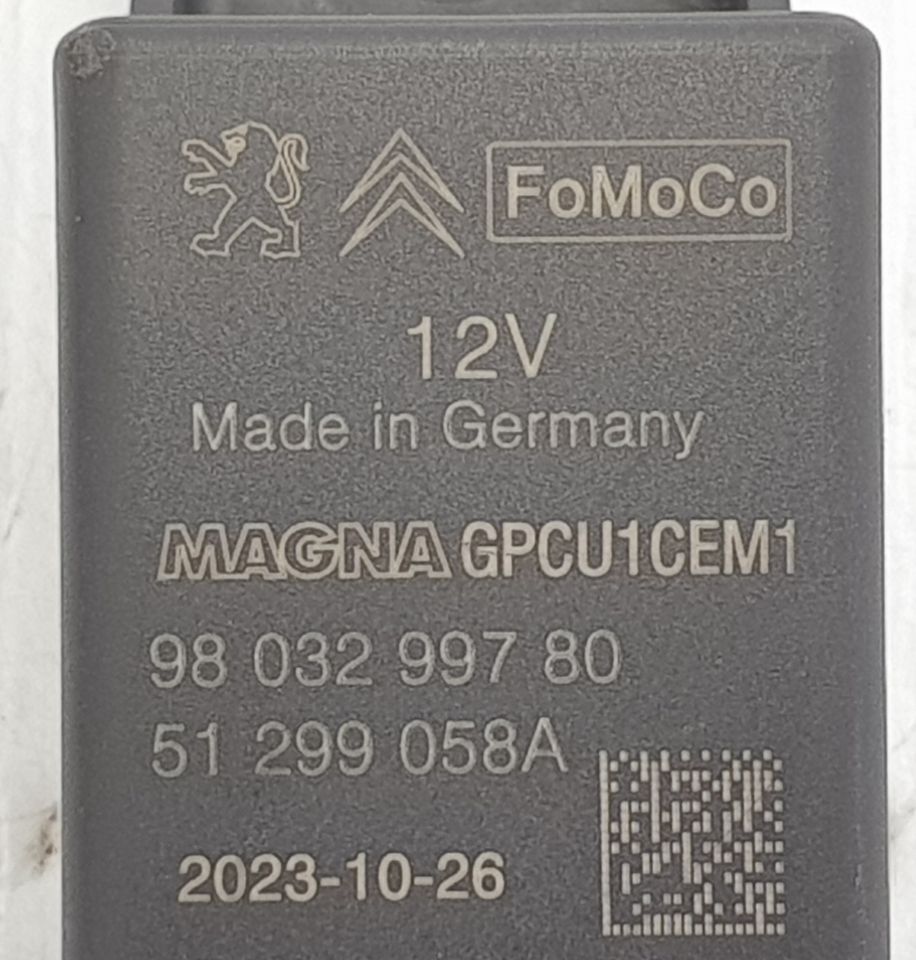 FoMoCo
12V
Made in Germany
MAGNA GPCU1CEM1
98 032 997 80
51 299 058A
2023-10-26